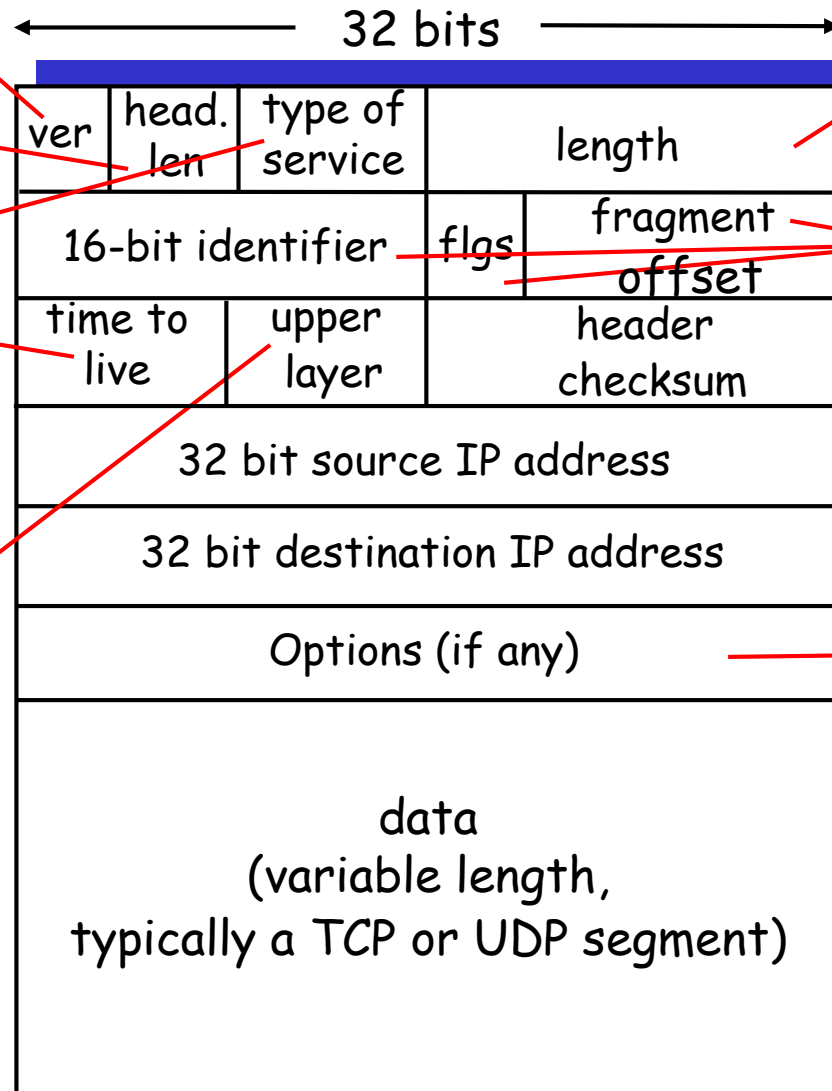 32 bits
ver
head.
len
type of
service
length
16-bit identifier
flgs
fragment
offset
time to
live
upper
layer
header
checksum
32 bit source IP address
32 bit destination IP address
Options (if any)
data
(variable length,
typically a TCP or UDP segment)